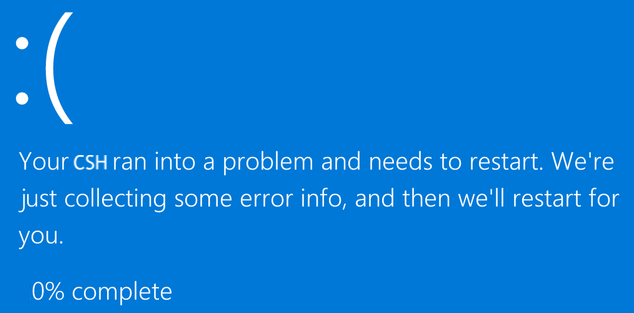 :(
Your CSH ran into a problem and needs to restart. We're
just collecting some error info, and then we'll restart for
you.
0% complete